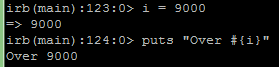 irb(main):123:0> i = 9000
=> 9000
irb(main):124:0> puts "Over #{i}"
Over 9000